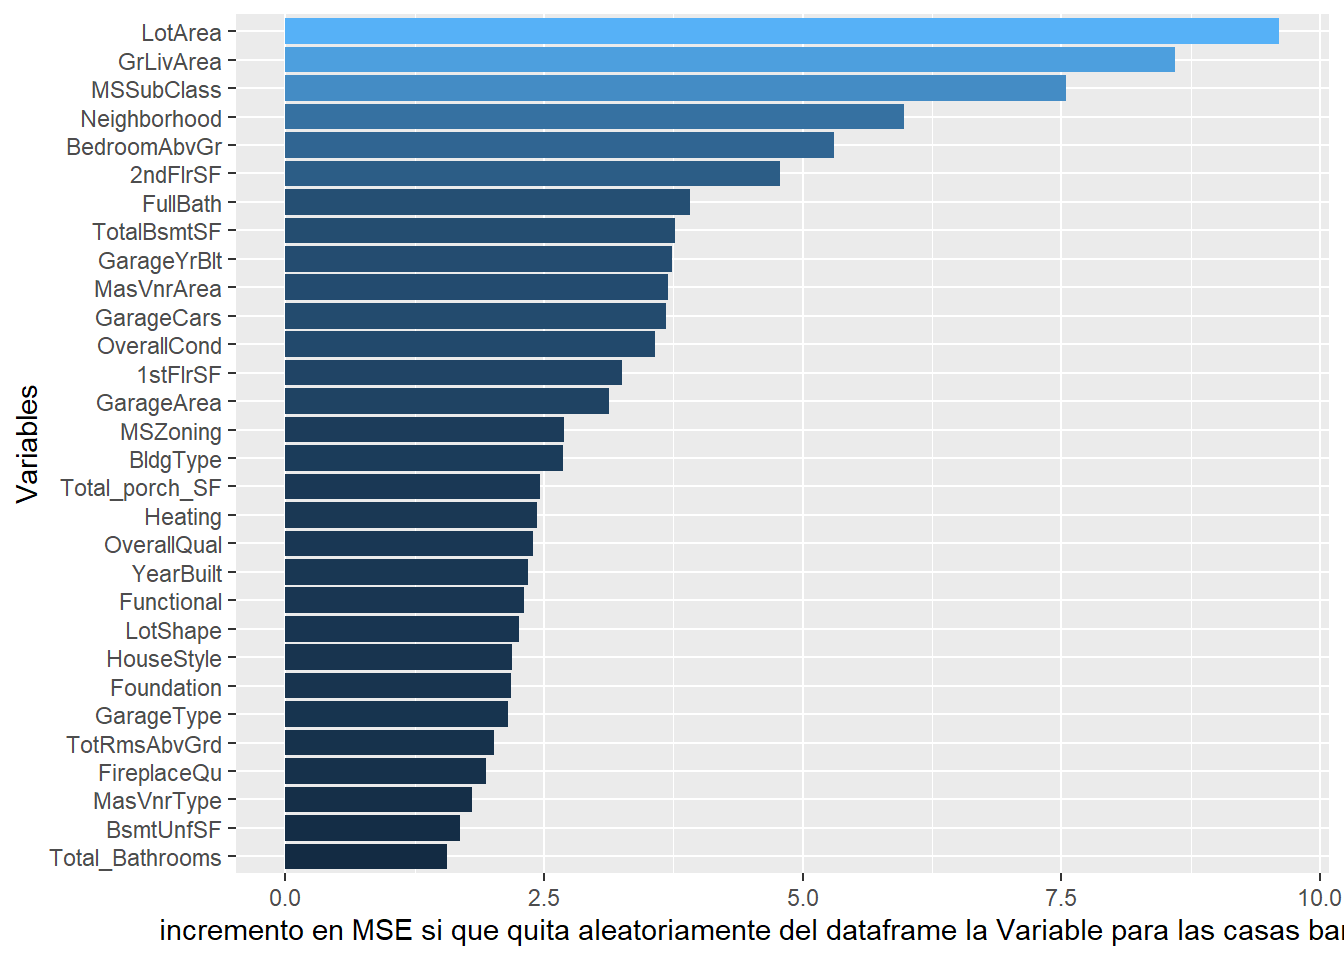 LotArea
GrLivArea
MSSubClass
Neighborhood
BedroomAbvGr
2ndFlrSF
FullBath
TotalBsmtSF
GarageYrBlt
MasVnrArea
GarageCars
OverallCond
1stFlrSF
GarageArea
MSZoning
BldgType
Total_porch_SF
Heating
OverallQual
YearBuilt
Functional
LotShape
HouseStyle
Foundation
GarageType
TotRmsAbvGrd
FireplaceQu
MasVnrType
BsmtUnfSF
Total_Bathrooms
Variables
0.0 2.5 5.0 7.5 10.0
incremento en MSE si que quita aleatoriamente del dataframe la Variable para las casas